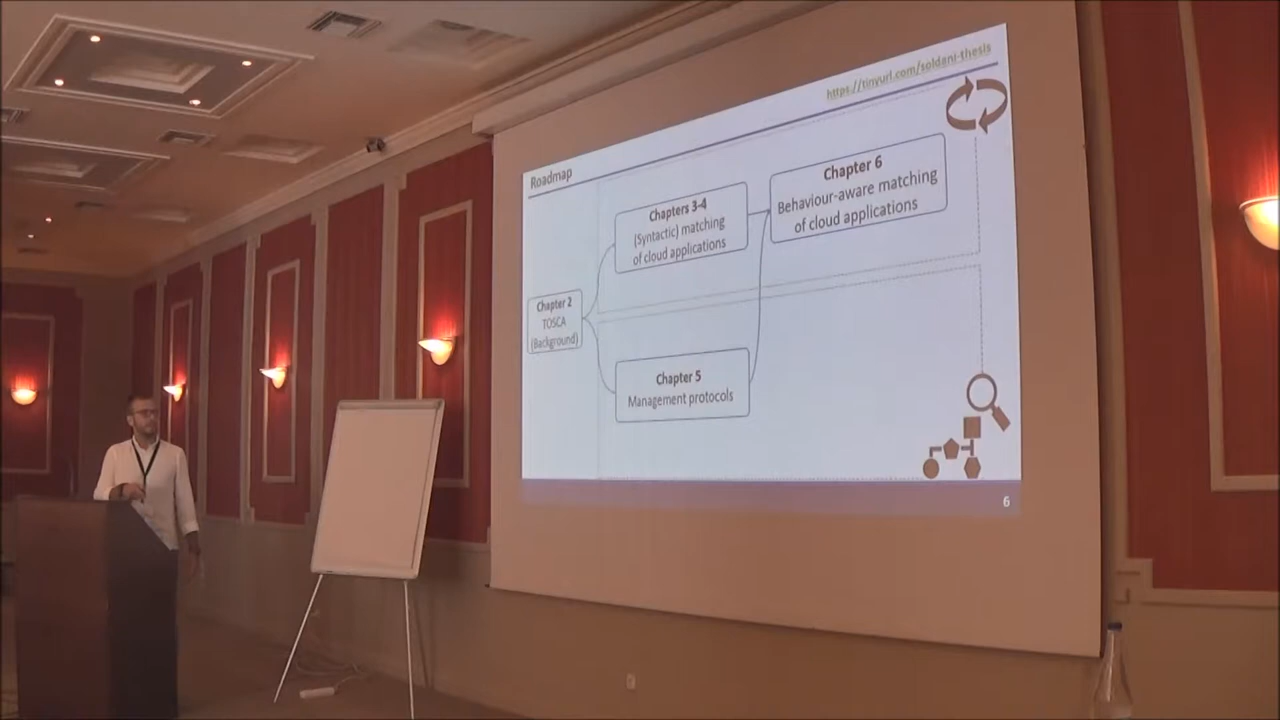 https://tinyurl.com/soldani-thesis
Roadmap
Chapter 6
Behaviour-aware matching
of cloud applications
Chapters 3-4
(Syntactic) matching
of cloud applications
Chapter 2
TOSCA
(Background)
Chapter 5
Management protocols
6